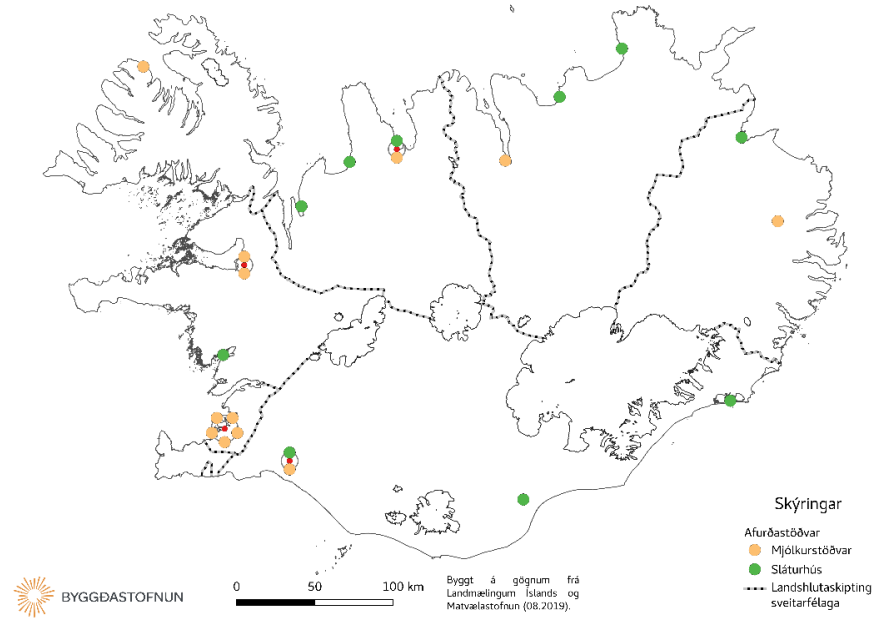 Skýringar
Afurðastöðvar
Mjólkurstöðvar
Sláturhús
Landshlutaskipting
sveitarfélaga
BYGGÐASTOFNUN
0 50 100 km
Byggt á gögnum frá
Landmælingum Íslands og
Matvælastofnun (08.2019).